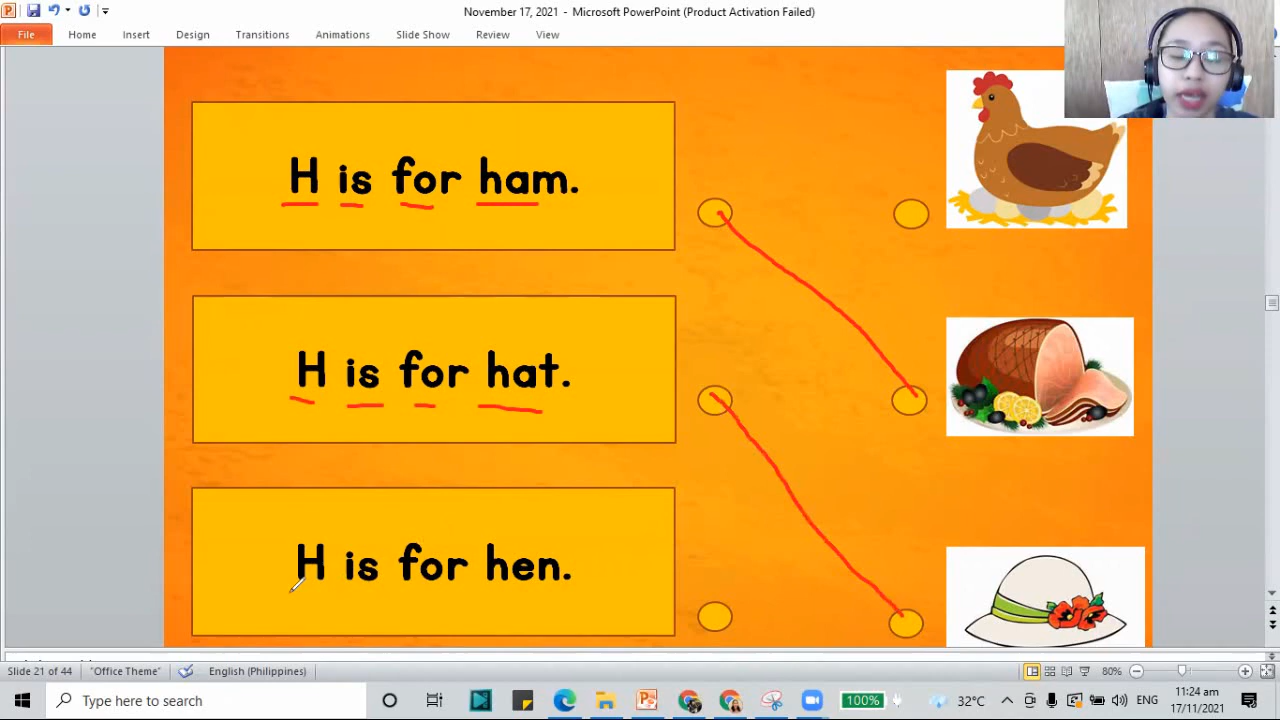 November 17, 2021 - Microsoft PowerPoint (Product Activation Failed)
File Home Insert Design Transitions Animations Slide Show Review View
H is for ham.
H is for hat.
H is for hen.
Slide 21 of 44 "Office Theme" English (Philippines) 80%
Type here to search 100% 32°C ENG 11:24 am
17/11/2021